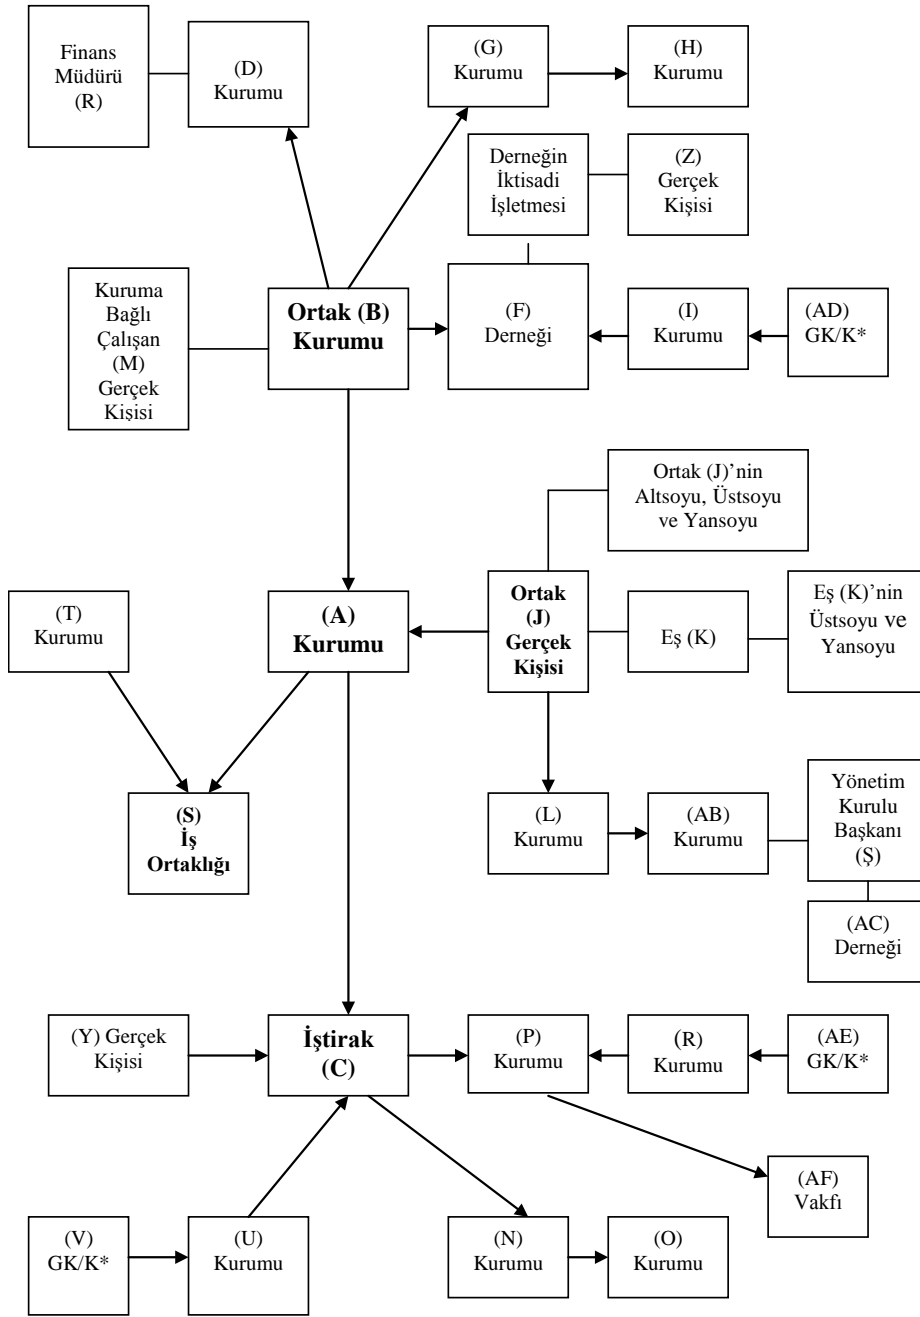 Finans
Müdürü
(R)
(D)
Kurumu
(G)
Kurumu
(H)
Kurumu
Derneğin
İktisadi
İşletmesi
(Z)
Gerçek
Kişisi
Kuruma
Bağlı
Çalışan
(M)
Gerçek
Kişisi
Ortak (B)
Kurumu
(F)
Derneği
(I)
Kurumu
(AD)
GK/K*
Ortak (J)’nin
Altsoyu, Üstsoyu
ve Yansoyu
(T)
Kurumu
(A)
Kurumu
Ortak
(J)
Gerçek
Kişisi
Eş (K)
Eş (K)’nin
Üstsoyu ve
Yansoyu
(S)
İş
Ortaklığı
(L)
Kurumu
(AB)
Kurumu
Yönetim
Kurulu
Başkanı
(Ş)
(AC)
Derneği
(Y) Gerçek
Kişisi
İştirak
(C)
(P)
Kurumu
(R)
Kurumu
(AE)
GK/K*
(AF)
Vakfı
(V)
GK/K*
(U)
Kurumu
(N)
Kurumu
(O)
Kurumu